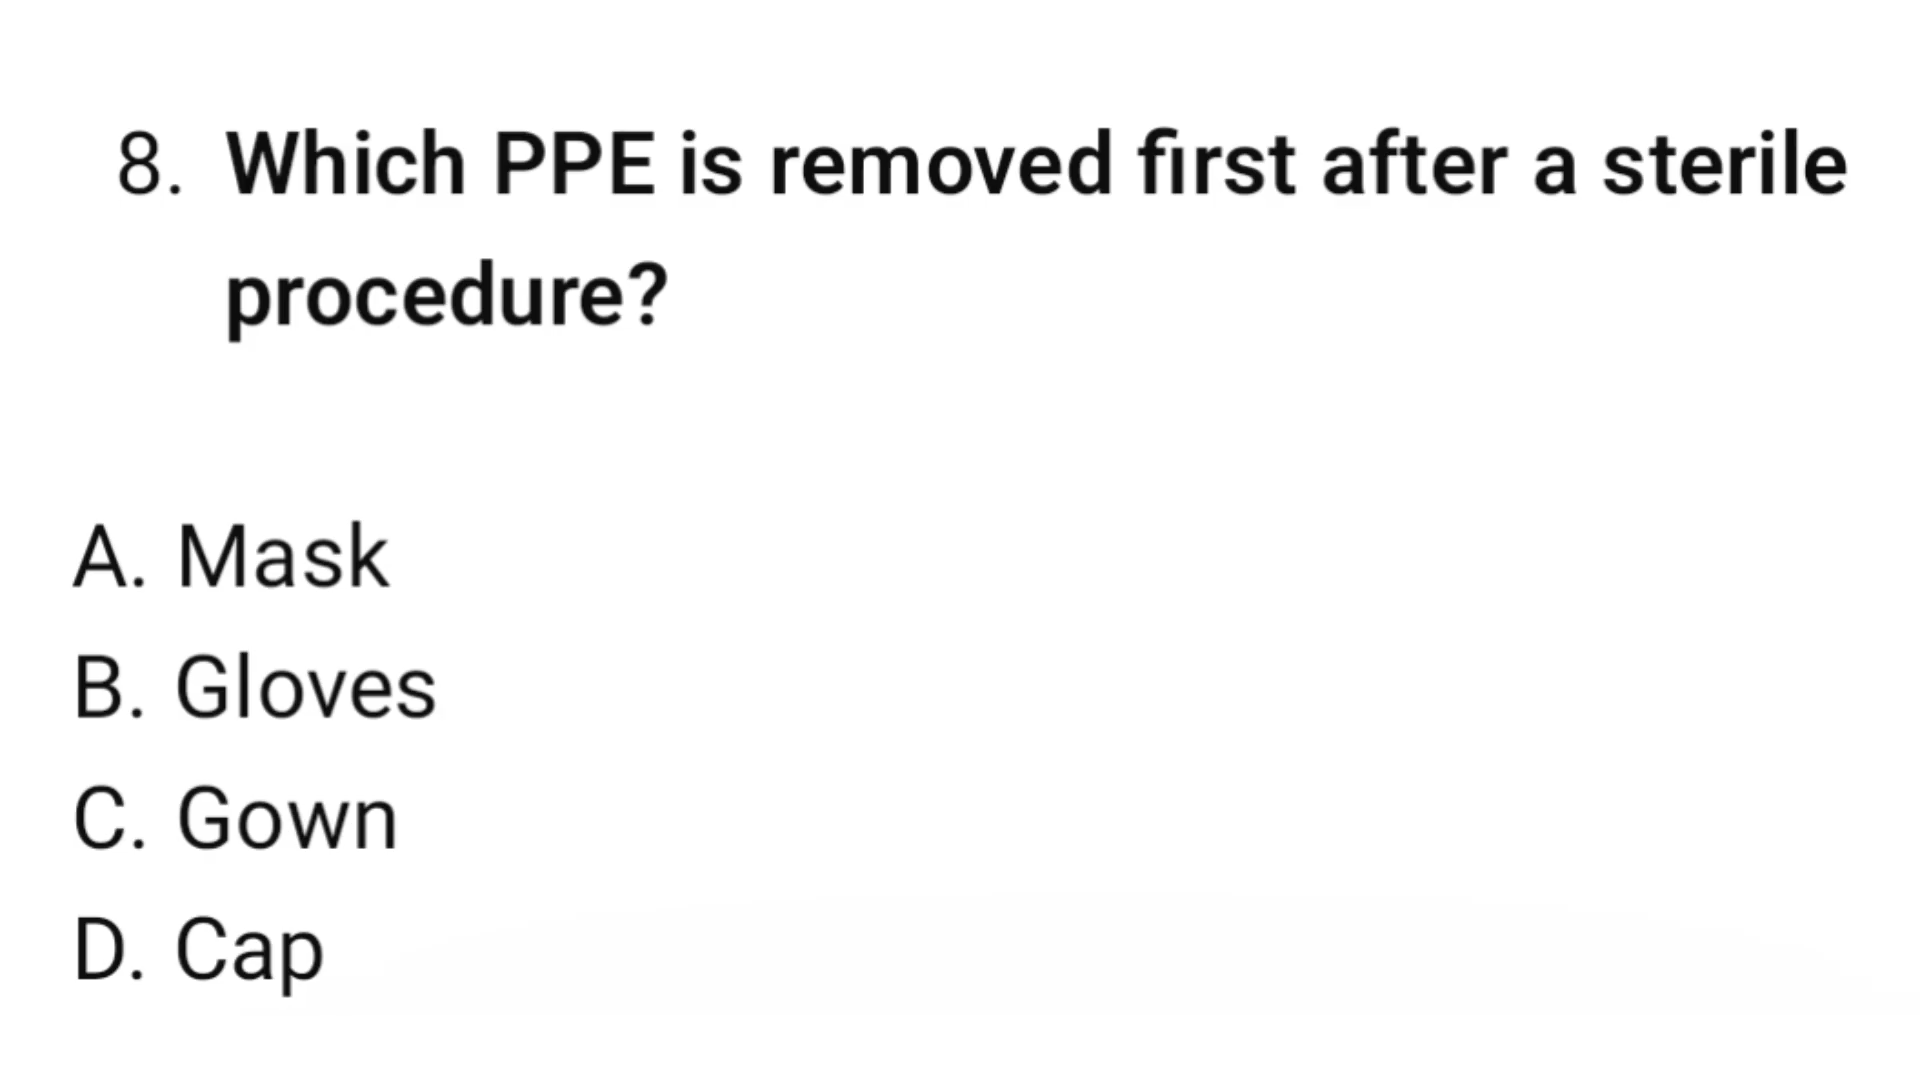 8. Which PPE is removed first after a sterile
procedure?
A. Mask
B. Gloves
C. Gown
D. Cap